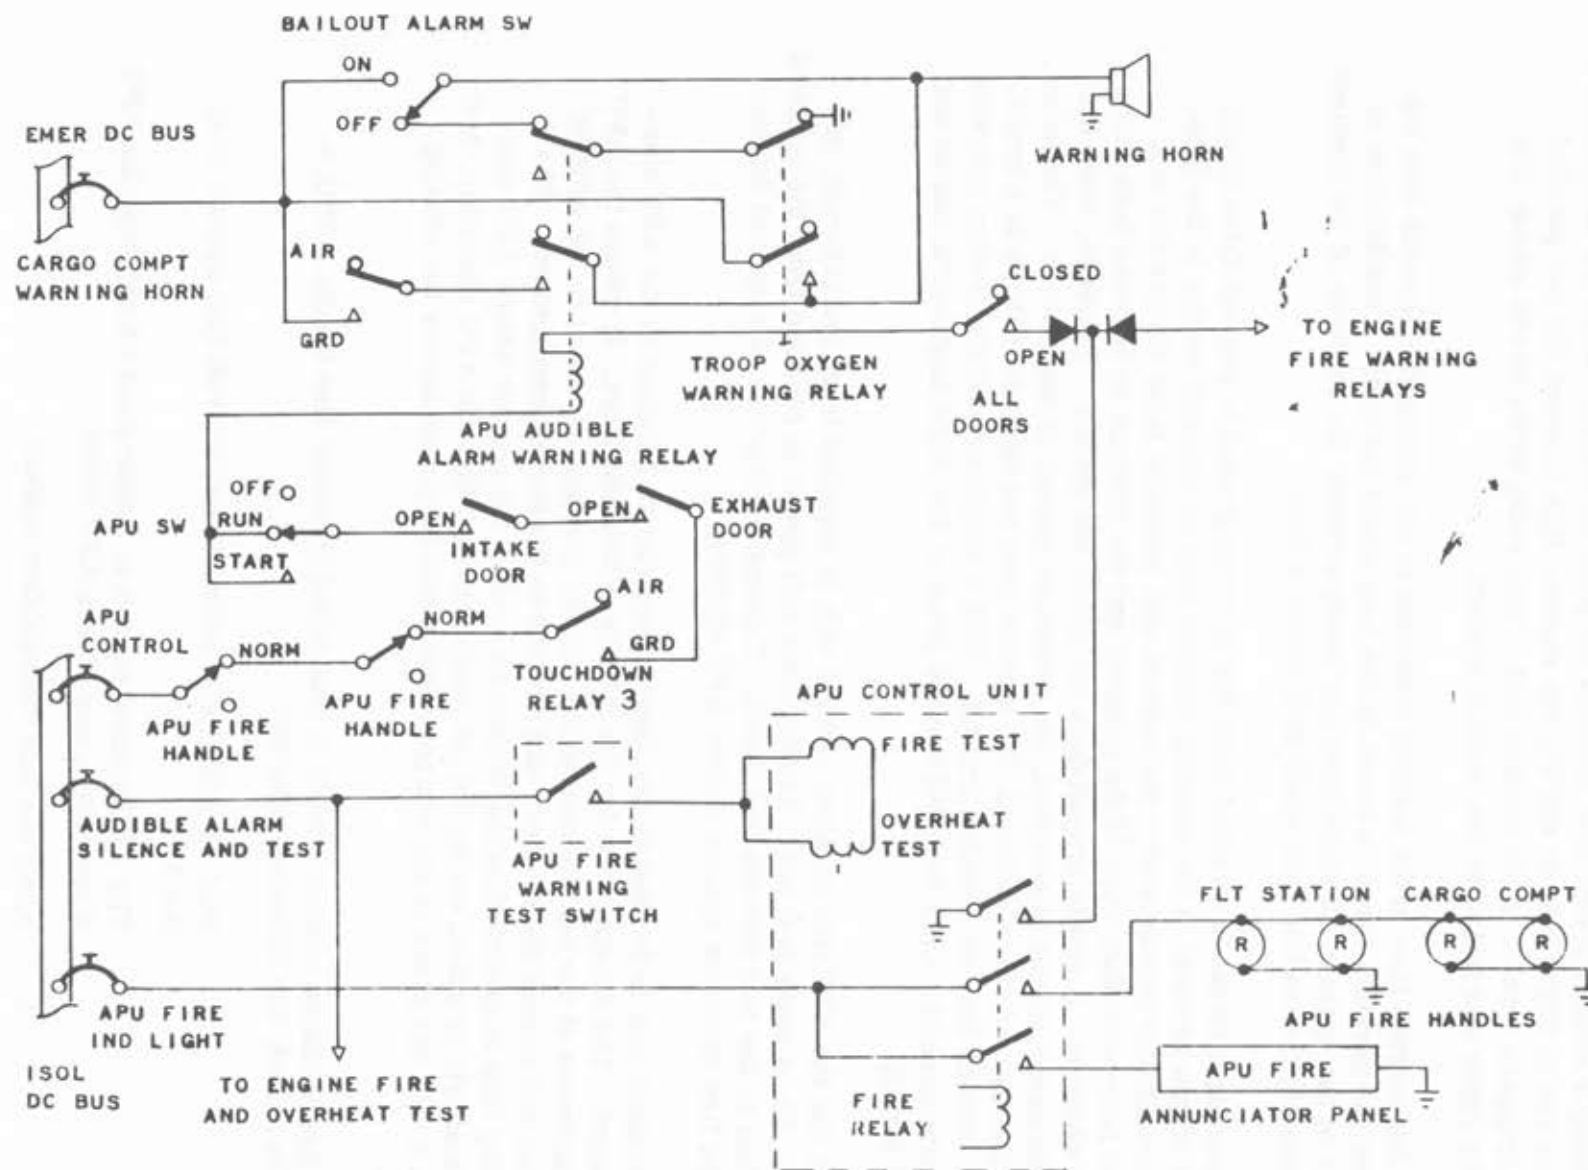 BAILOUT ALARM SW
ON
OFF
EMER DC BUS
WARNING HORN
CARGO COMPT
WARNING HORN
AIR
GRD
CLOSED
OPEN
ALL
DOORS
TO ENGINE
FIRE WARNING
RELAYS
TROOP OXYGEN
WARNING RELAY
APU AUDIBLE
ALARM WARNING RELAY
OFF
APU SW
RUN
START
OPEN
INTAKE
DOOR
OPEN
EXHAUST
DOOR
APU
CONTROL
NORM
APU FIRE
HANDLE
NORM
APU FIRE
HANDLE
AIR
GRD
TOUCHDOWN
RELAY 3
APU CONTROL UNIT
FIRE TEST
OVERHEAT
TEST
AUDIBLE ALARM
SILENCE AND TEST
APU FIRE
WARNING
TEST SWITCH
FLT STATION
CARGO COMPT
R
R
R
R
APU FIRE HANDLES
APU FIRE
IND LIGHT
ISOL
DC BUS
TO ENGINE FIRE
AND OVERHEAT TEST
FIRE
RELAY
APU FIRE
ANNUNCIATOR PANEL